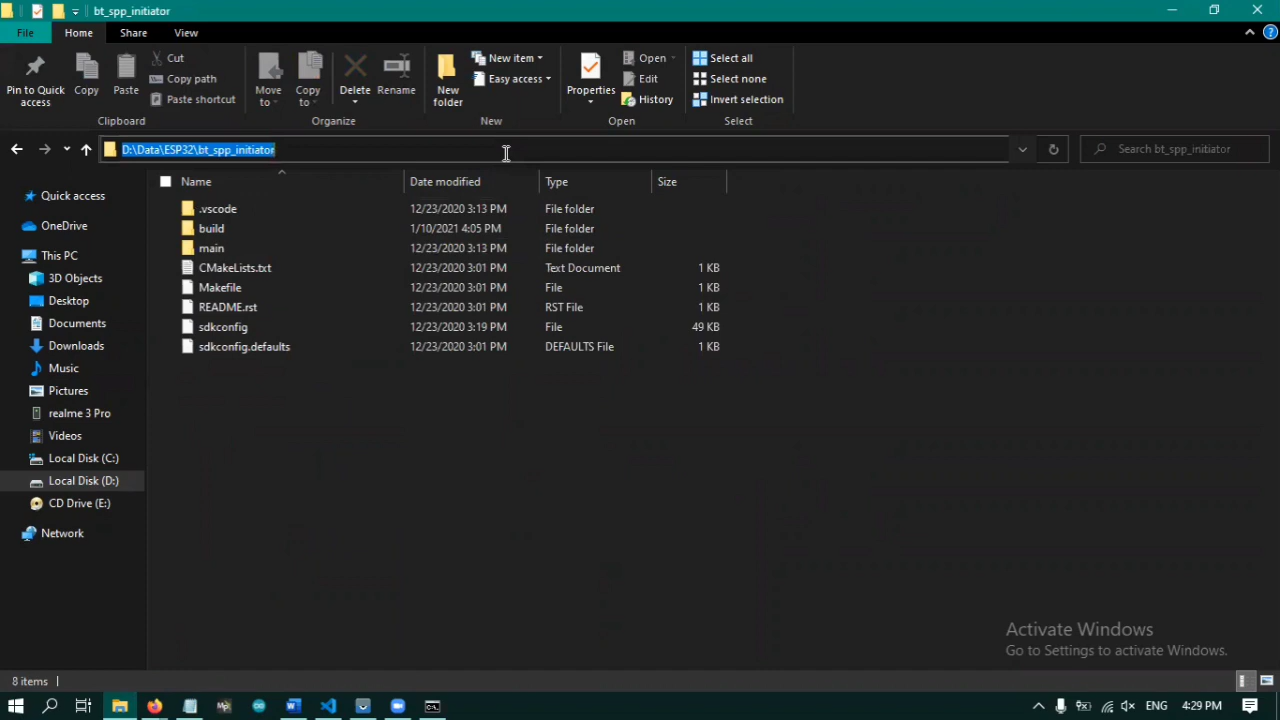 bt_spp_initiator
File Home Share View
Pin to Quick access
Copy
Paste
Cut
Copy path
Paste shortcut
Clipboard
Move to
Copy to
Delete
Rename
Organize
New folder
New item
Easy access
New
Properties
Open
Edit
History
Open
Select all
Select none
Invert selection
Select
D:\Data\ESP32\bt_spp_initiator
Search bt_spp_initiator
Name Date modified Type Size
.vscode 12/23/2020 3:13 PM File folder
build 1/10/2021 4:05 PM File folder
main 12/23/2020 3:13 PM File folder
CMakeLists.txt 12/23/2020 3:01 PM Text Document 1 KB
Makefile 12/23/2020 3:01 PM File 1 KB
README.rst 12/23/2020 3:01 PM RST File 1 KB
sdkconfig 12/23/2020 3:19 PM File 49 KB
sdkconfig.defaults 12/23/2020 3:01 PM DEFAULTS File 1 KB
Quick access
OneDrive
This PC
3D Objects
Desktop
Documents
Downloads
Music
Pictures
realme 3 Pro
Videos
Local Disk (C:)
Local Disk (D:)
CD Drive (E:)
Network
Activate Windows
Go to Settings to activate Windows.
8 items
ENG 4:29 PM